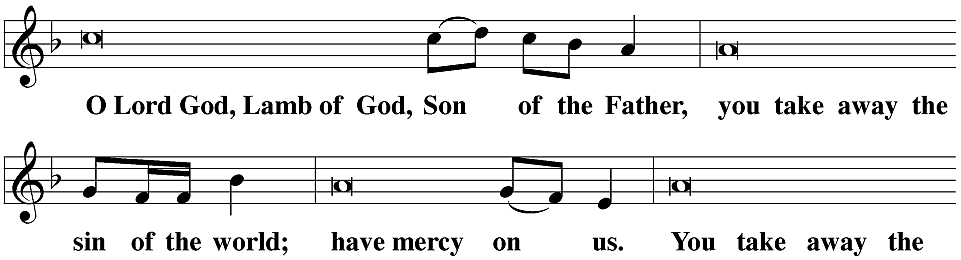 O Lord God, Lamb of God, Son of the Father, you take away the
sin of the world; have mercy on us. You take away the